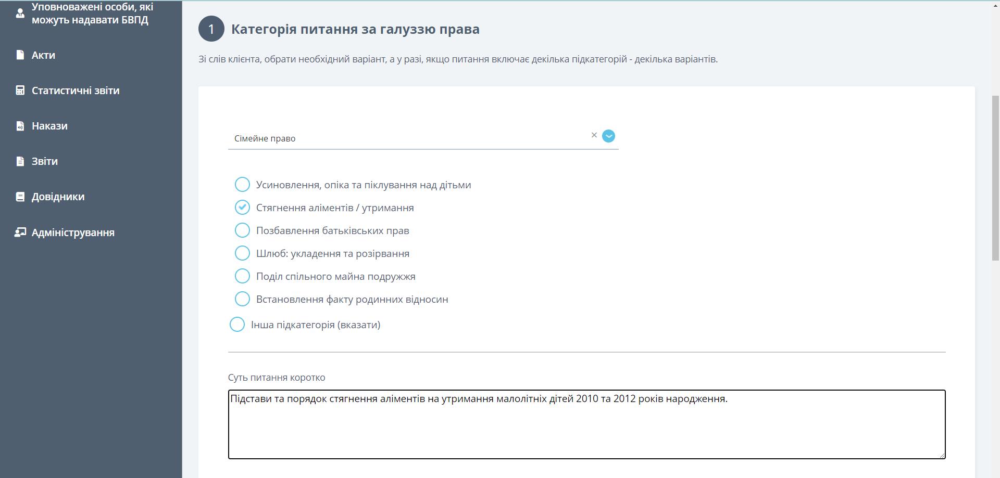 Уповноважені особи, які
можуть надавати БВПД
Акти
Статистичні звіти
Накази
Звіти
Довідники
Адміністрування
1 Категорія питання за галуззю права
Зі слів клієнта, обрати необхідний варіант, а у разі, якщо питання включає декілька підкатегорій - декілька варіантів.
Сімейне право
Усиновлення, опіка та піклування над дітьми
Стягнення аліментів / утримання
Позбавлення батьківських прав
Шлюб: укладення та розірвання
Поділ спільного майна подружжя
Встановлення факту родинних відносин
Інша підкатегорія (вказати)
Суть питання коротко
Підстави та порядок стягнення аліментів на утримання малолітніх дітей 2010 та 2012 років народження.